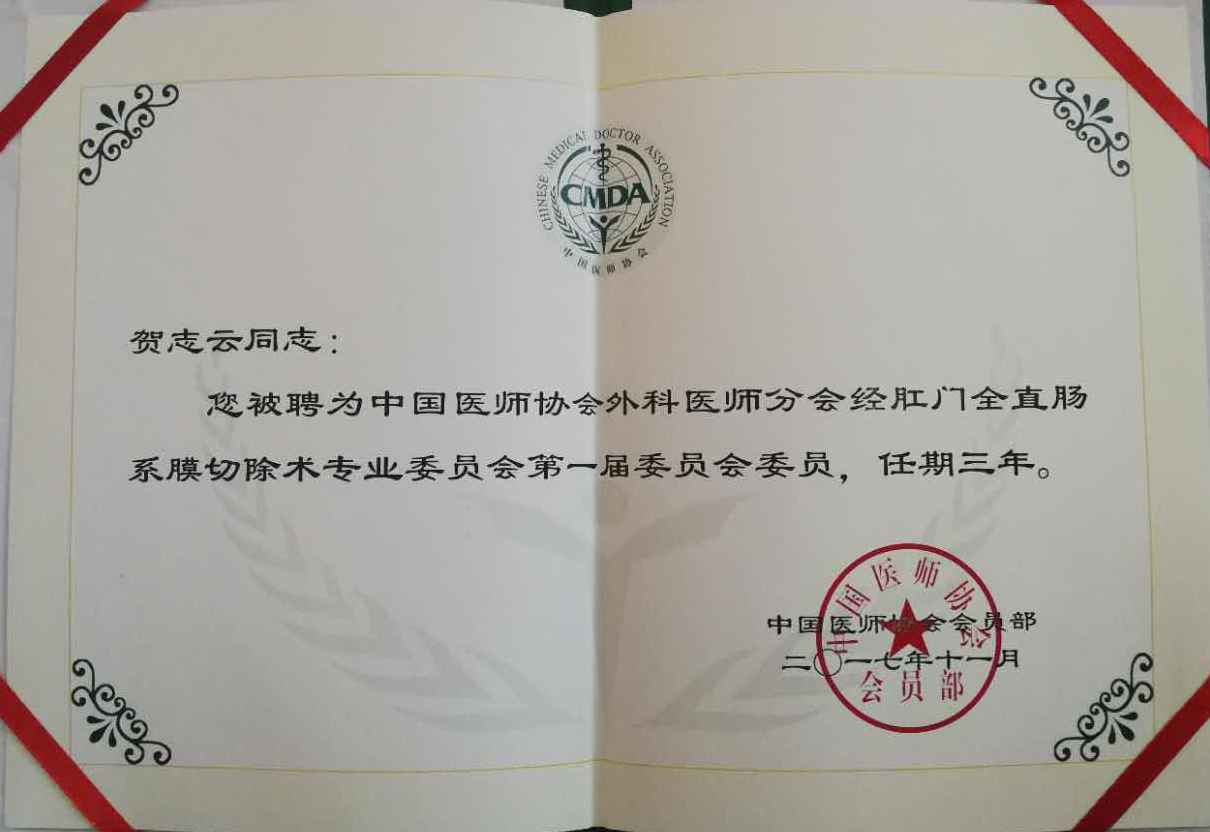 CHINESE MEDICAL DOCTOR ASSOCIATION
CMDA
中国医师协会
贺志云同志：
您被聘为中国医师协会外科医师分会经肛门全直肠
系膜切除术专业委员会第一届委员会委员，任期三年。
中国医师协会会员部
二〇一七年十一月
中国医师协会
会员部